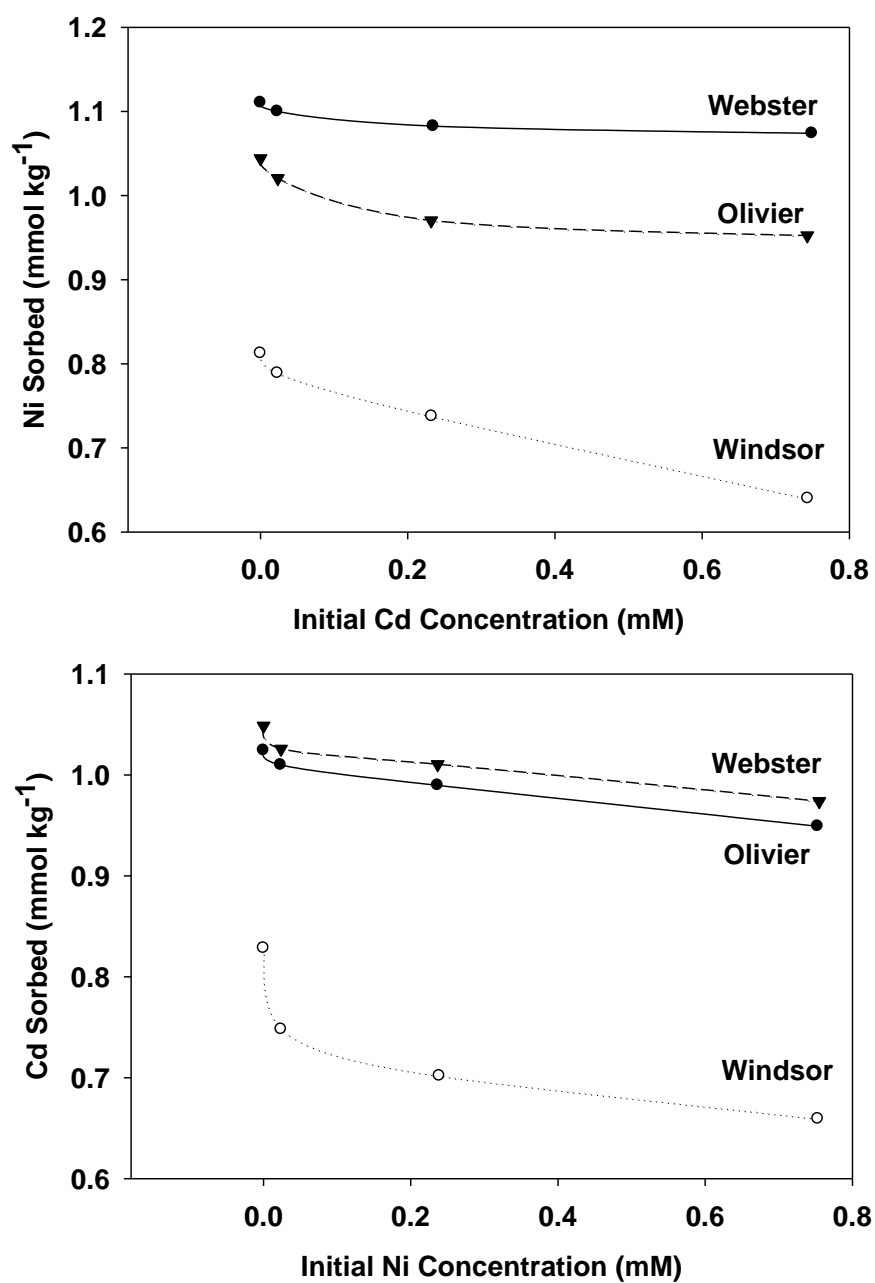 1.2
Webster
1.1
Olivier
1.0
0.9
0.8
Windsor
0.7
0.6
Ni Sorbed (mmol kg-1)
0.0 0.2 0.4 0.6 0.8
Initial Cd Concentration (mM)
1.1
Webster
1.0
Olivier
0.9
0.8
Windsor
0.7
0.6
Cd Sorbed (mmol kg-1)
0.0 0.2 0.4 0.6 0.8
Initial Ni Concentration (mM)